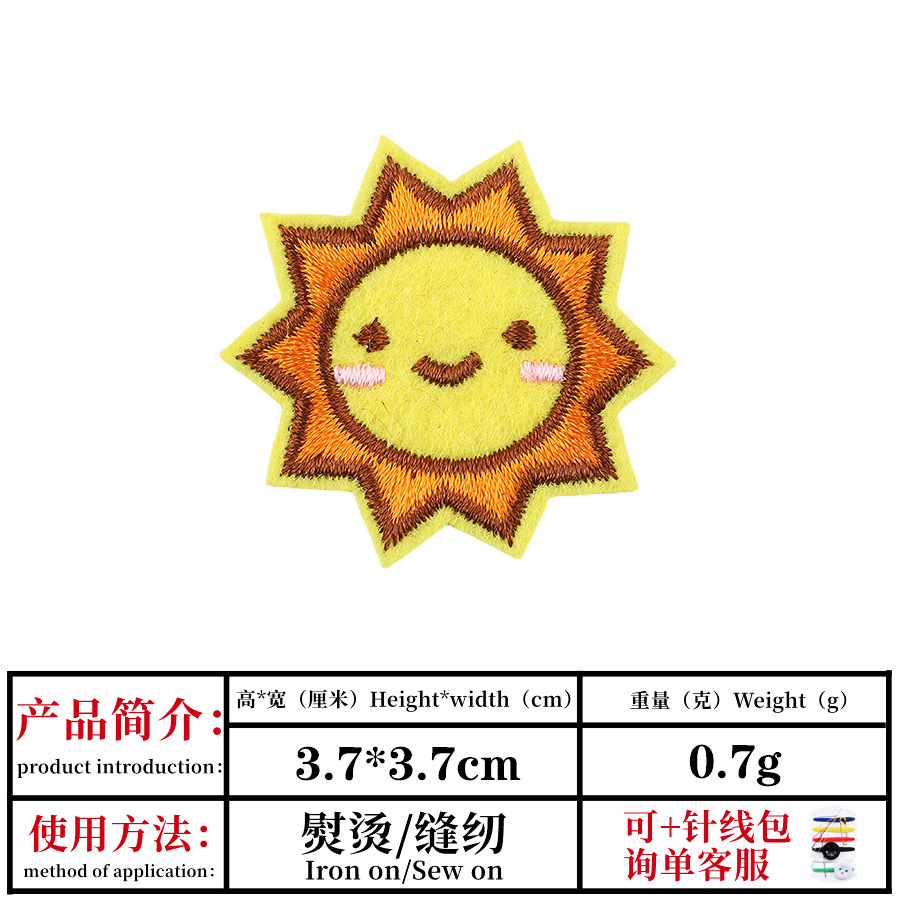 产品简介：
product introduction：
高*宽（厘米）Height*width（cm）
重量（克）Weight（g）
3.7*3.7cm
0.7g
使用方法：
method of application：
熨烫/缝纫
Iron on/Sew on
可+针线包
询单客服